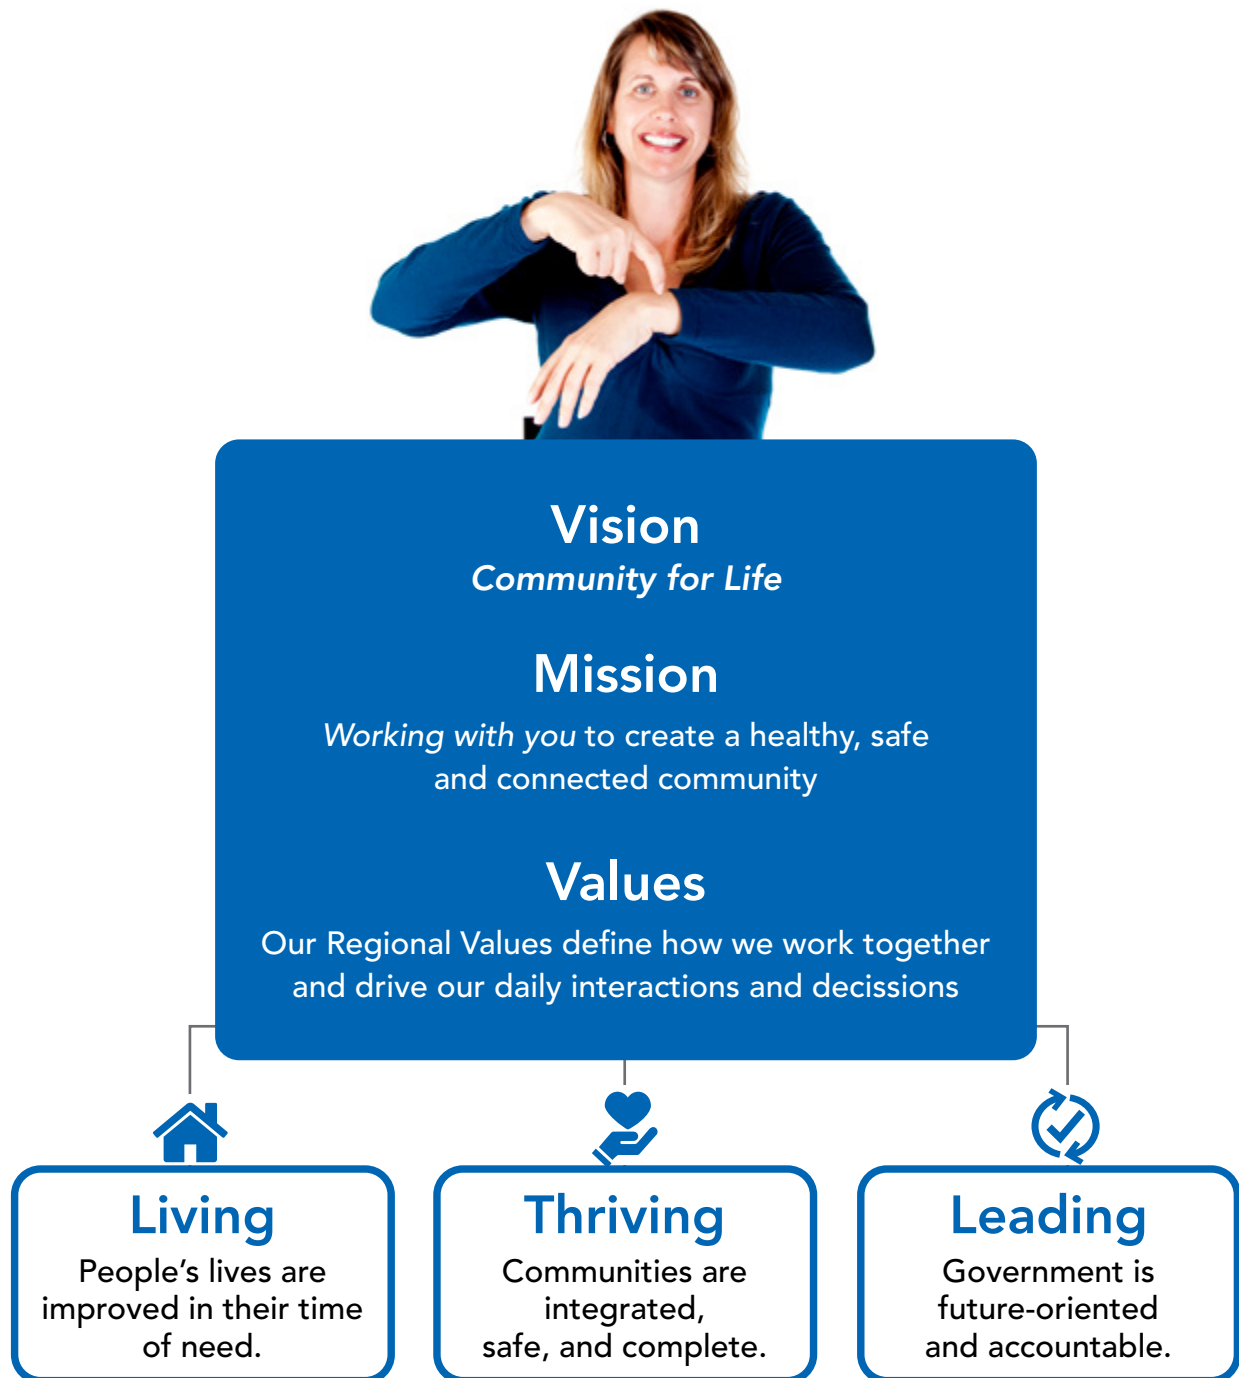 Vision
Community for Life
Mission
Working with you to create a healthy, safe
and connected community
Values
Our Regional Values define how we work together
and drive our daily interactions and decissions
Living
People’s lives are
improved in their time
of need.
Thriving
Communities are
integrated,
safe, and complete.
Leading
Government is
future-oriented
and accountable.